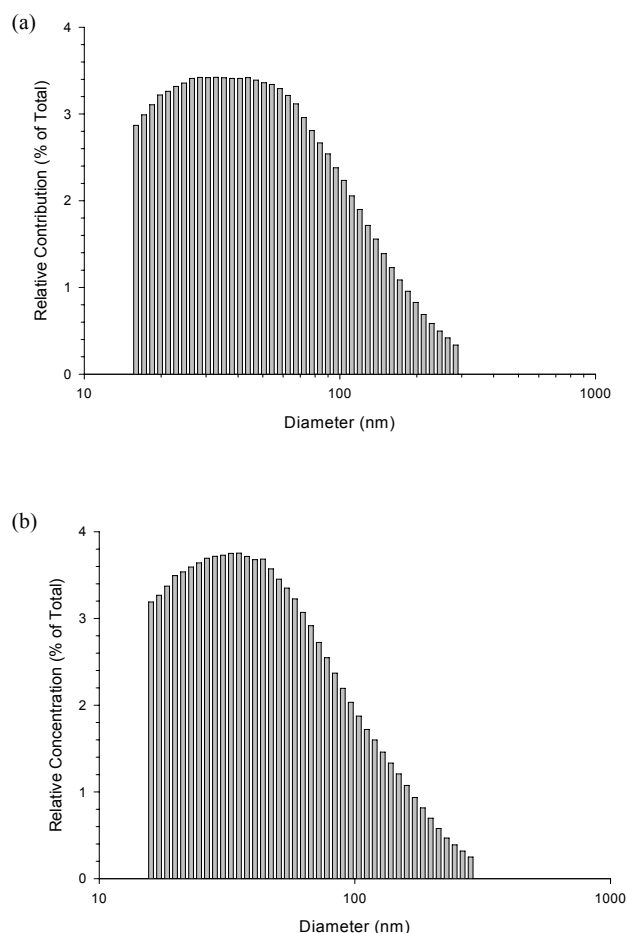 (a)
Relative Contribution (% of Total)
4
3
2
1
0
10 100 1000
Diameter (nm)
(b)
Relative Concentration (% of Total)
4
3
2
1
0
10 100 1000
Diameter (nm)